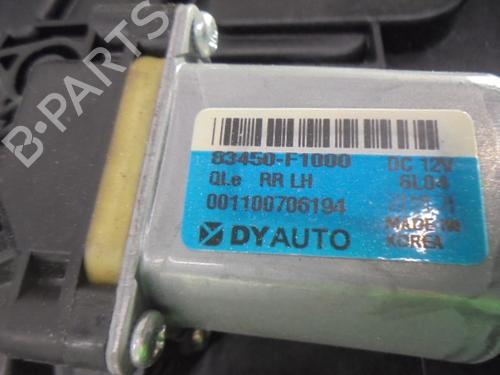 B-PARTS
83450-F1000 DC 12V
QLe RR LH 6L04
001100706194
DYAUTO MADE IN
KOREA